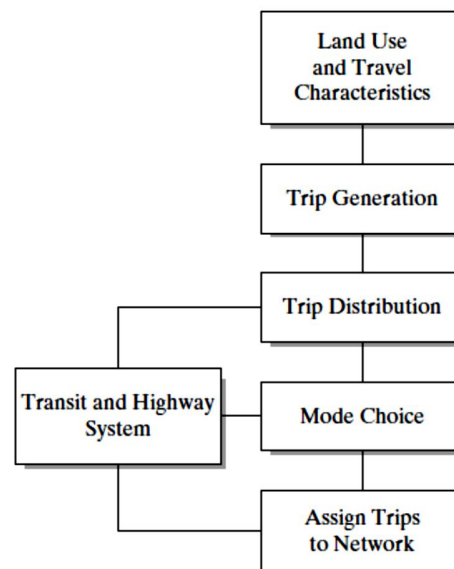 Land Use
and Travel
Characteristics
Trip Generation
Trip Distribution
Transit and Highway
System
Mode Choice
Assign Trips
to Network